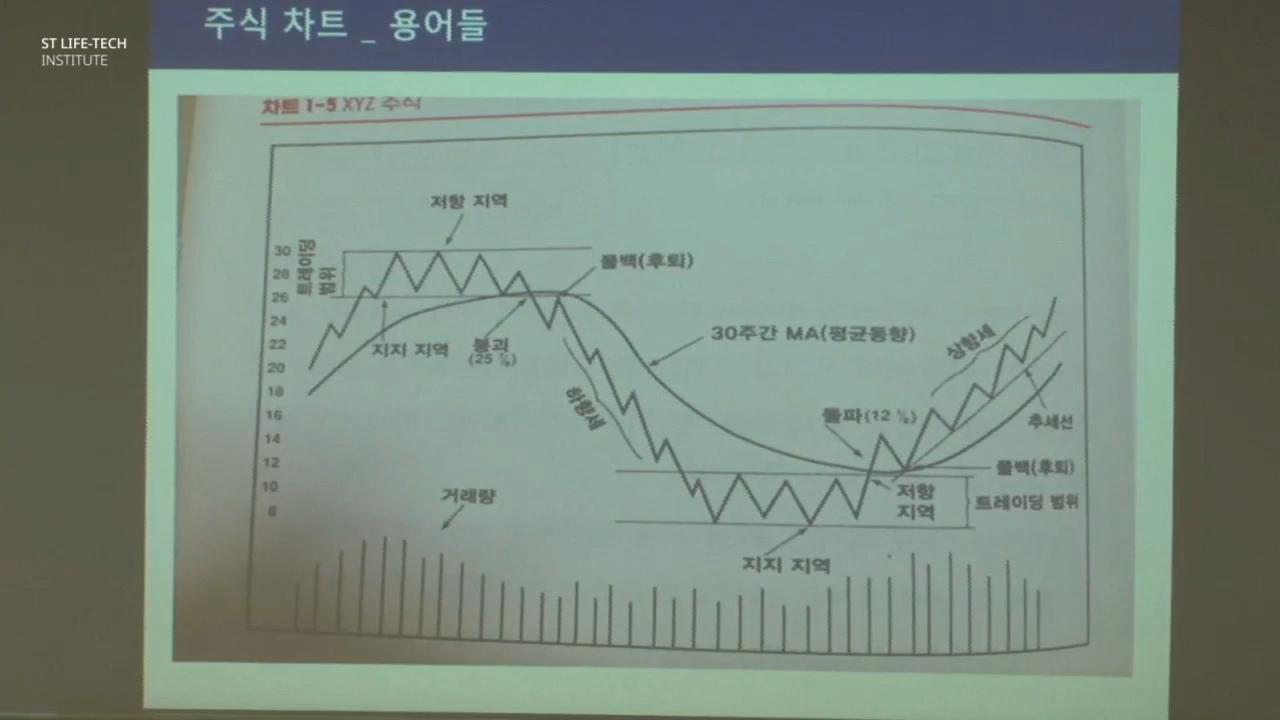 주식 차트 _ 용어들
ST LIFE-TECH
INSTITUTE
차트 1-5 XYZ 주식
저항 지역
30
28
26
24
22
20
18
16
14
12
10
8
트레이딩
범위
풀백(후퇴)
지지 지역
붕괴
(25 ⅞)
30주간 MA(평균동향)
하향세
상향세
돌파(12 ⅛)
추세선
풀백(후퇴)
저항
지역
트레이딩 범위
거래량
지지 지역